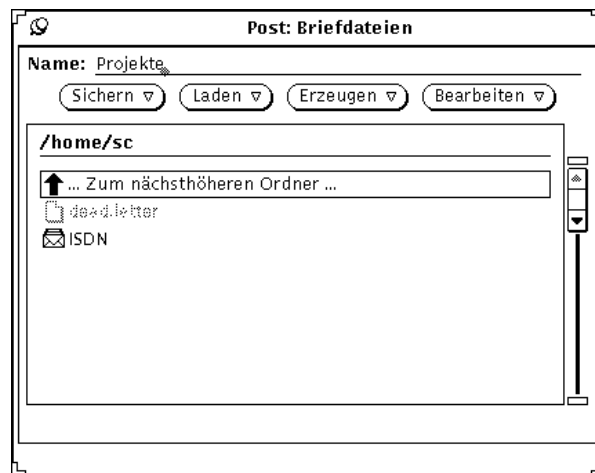 Post: Briefdateien
Name: Projekte
Sichern Laden Erzeugen Bearbeiten
/home/sc
... Zum nächsthöheren Ordner ...
dead.letter
ISDN